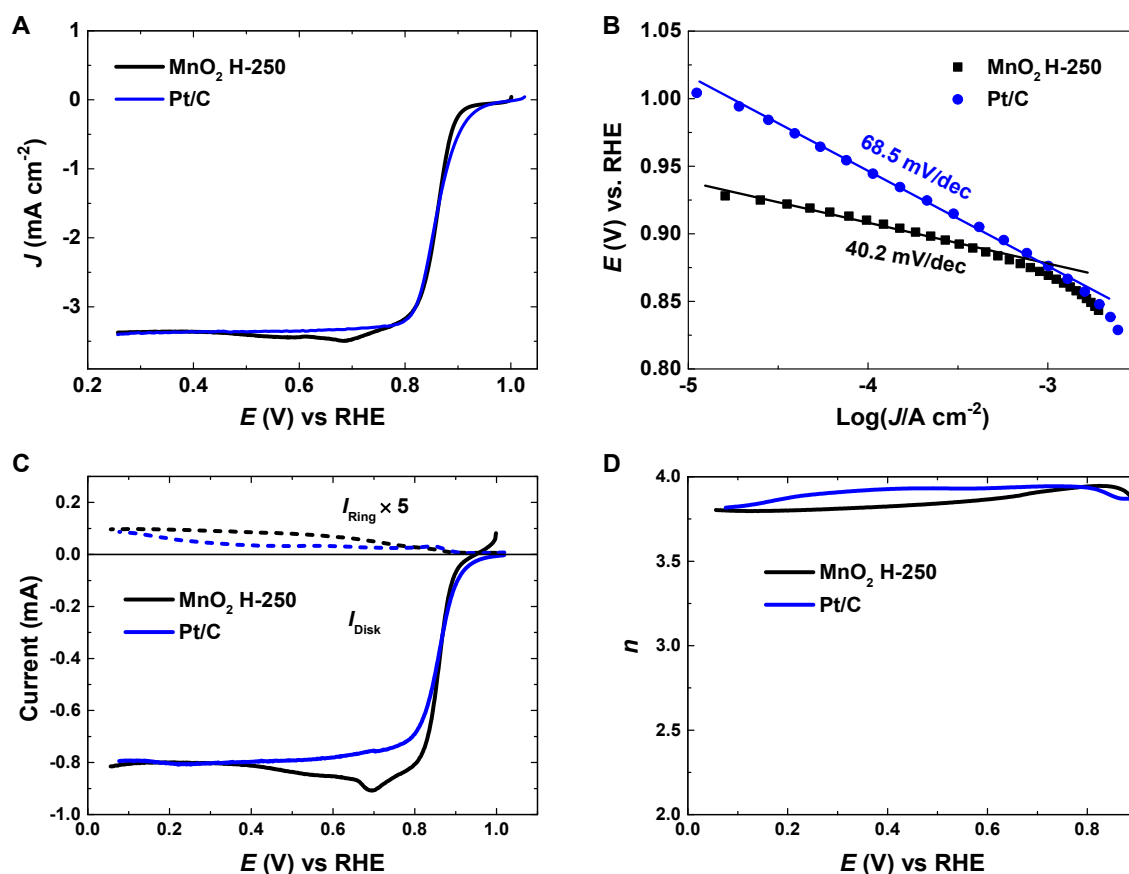 A
MnO₂ H-250
Pt/C
J (mA cm⁻²)
0
-1
-2
-3
0.2 0.4 0.6 0.8 1.0
E (V) vs RHE
B
MnO₂ H-250
Pt/C
68.5 mV/dec
40.2 mV/dec
E (V) vs. RHE
1.05
1.00
0.95
0.90
0.85
0.80
-5 -4 -3
Log(J/A cm⁻²)
C
I_Ring × 5
MnO₂ H-250
Pt/C
I_Disk
Current (mA)
0.2
0.0
-0.2
-0.4
-0.6
-0.8
-1.0
0.0 0.2 0.4 0.6 0.8 1.0
E (V) vs RHE
D
MnO₂ H-250
Pt/C
n
4.0
3.5
3.0
2.5
2.0
0.0 0.2 0.4 0.6 0.8
E (V) vs RHE